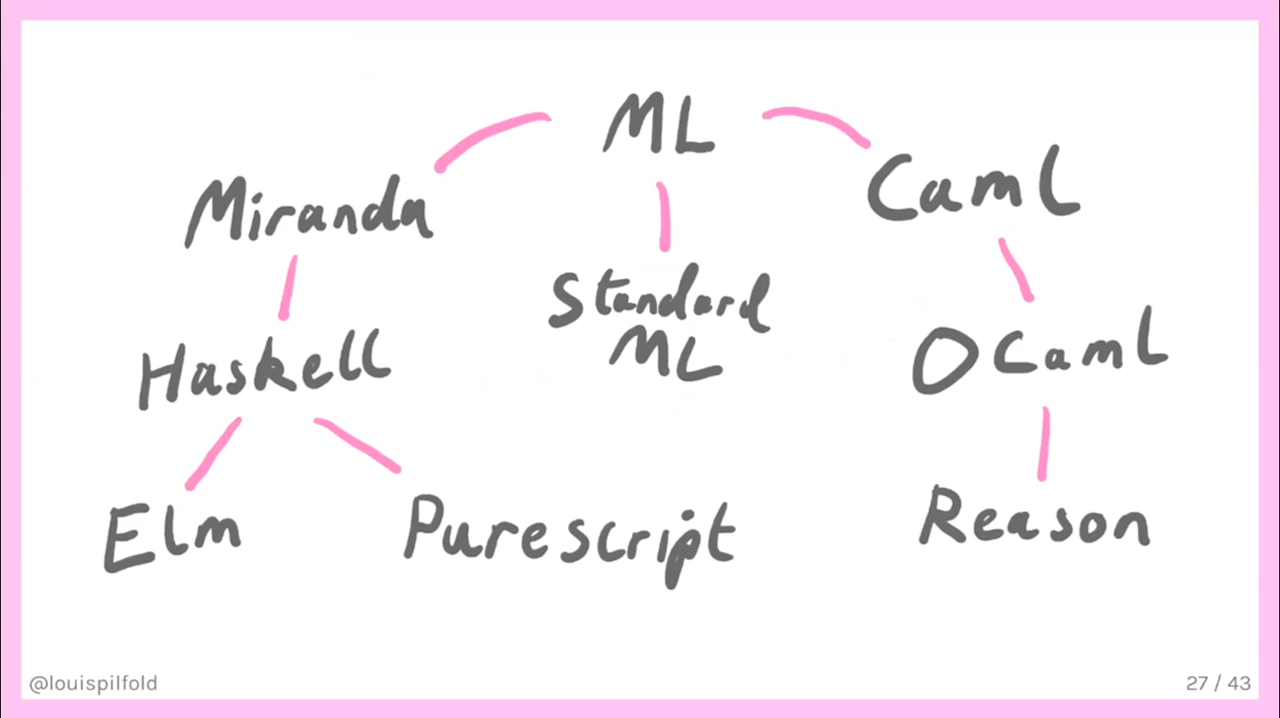 ML
Miranda
Caml
Standard
ML
Haskell
OCaml
Elm
Purescript
Reason
@louispilfold
27 / 43